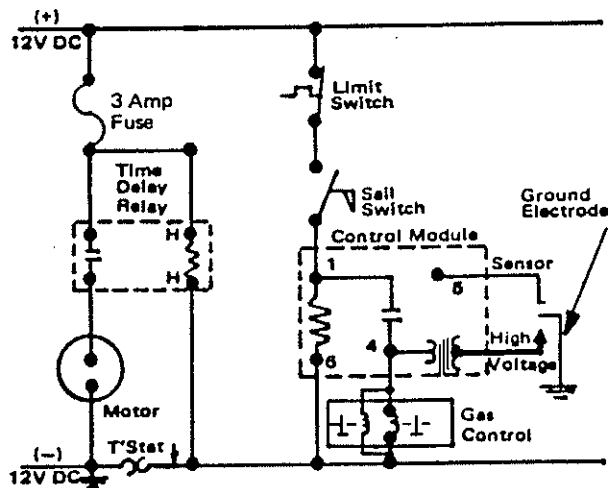 (+)
12V DC
3 Amp
Fuse
Limit
Switch
Time
Delay
Relay
Sail
Switch
Ground
Electrode
H
H
Control Module
1
Sensor
5
4
6
High
Voltage
Motor
Gas
Control
T'Stat
(-)
12V DC